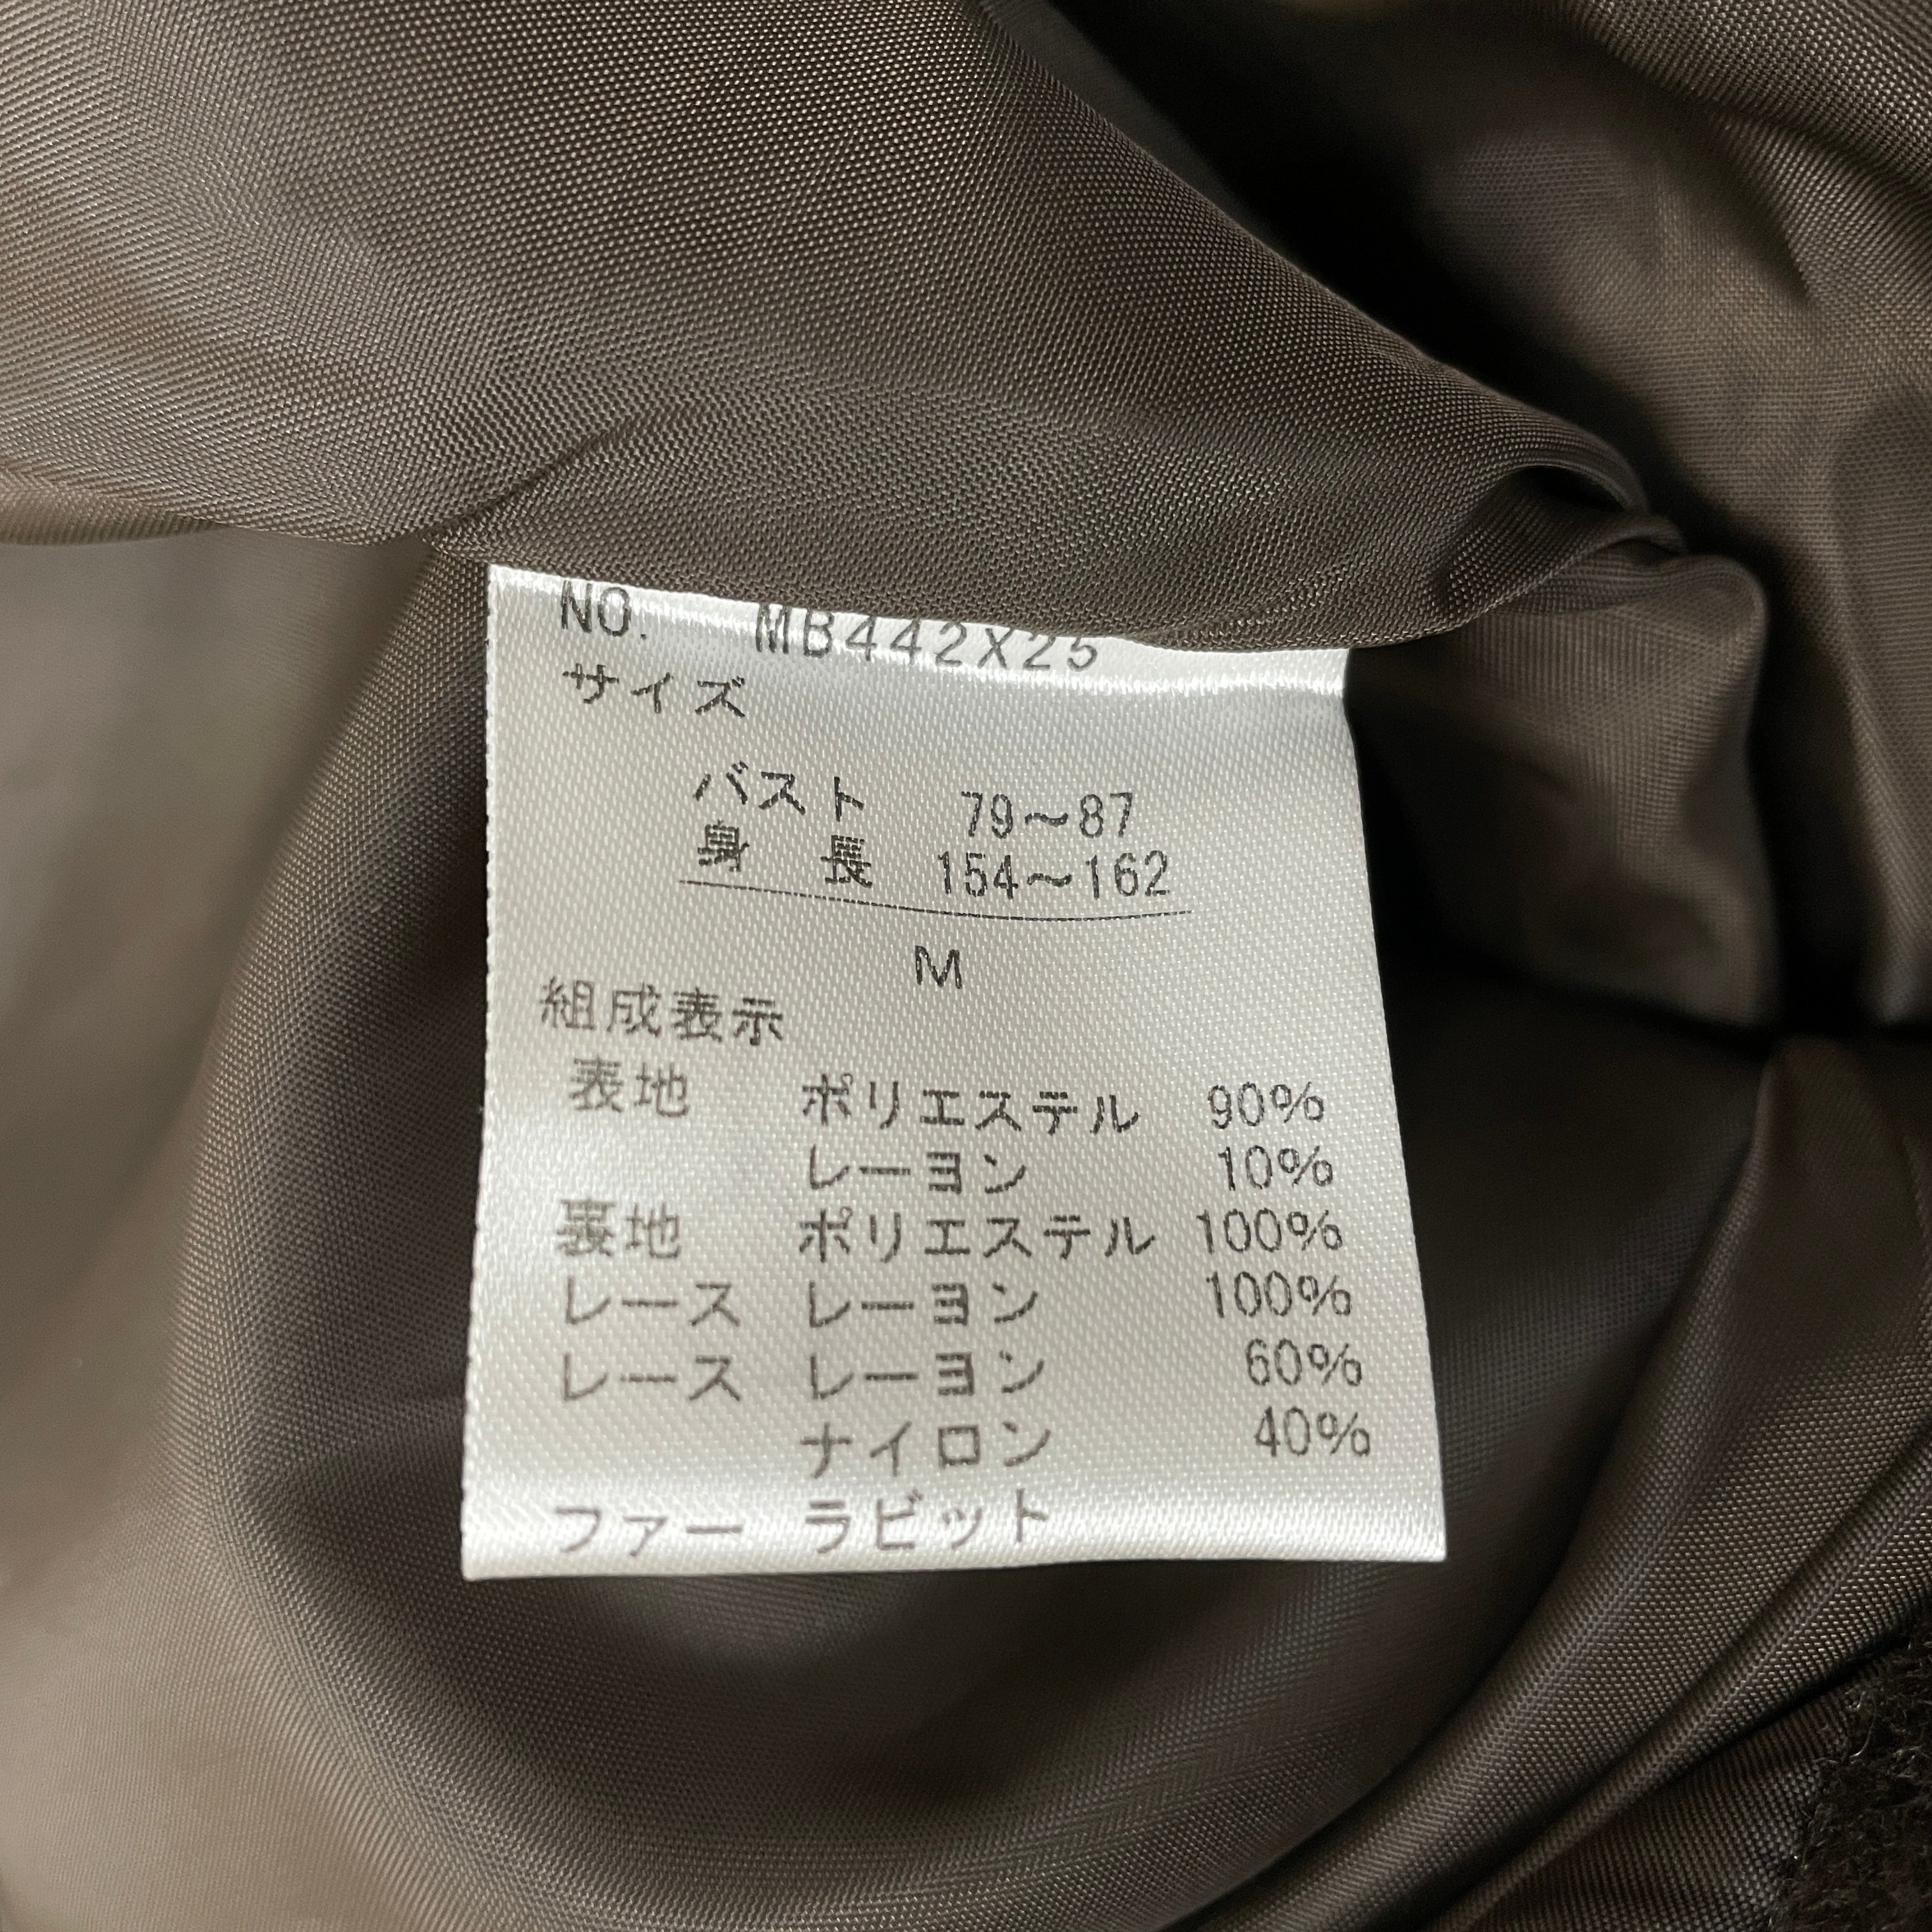 NO. MB442X25
サイズ
バスト 79～87
身長 154～162
M
組成表示
表地 ポリエステル 90%
レーヨン 10%
裏地 ポリエステル 100%
レース レーヨン 100%
レース レーヨン 60%
ナイロン 40%
ファー ラビット